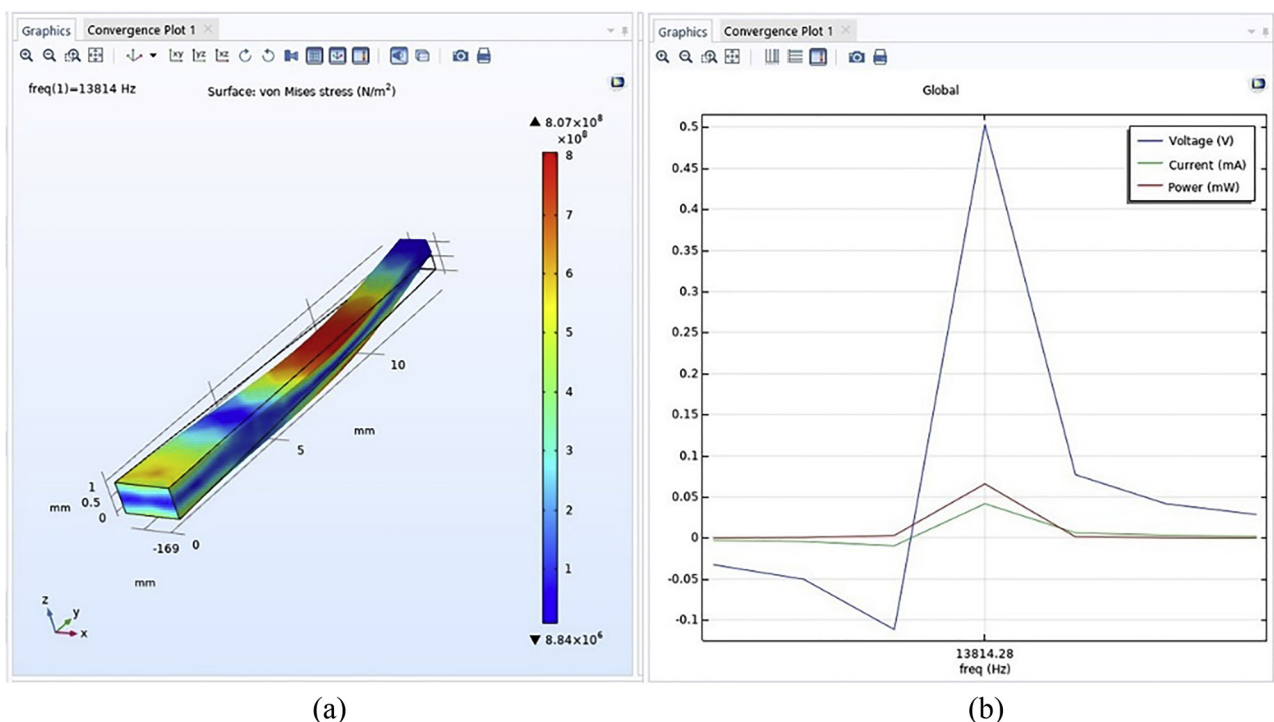 Graphics Convergence Plot 1
freq(1)=13814 Hz
Surface: von Mises stress (N/m²)
▲ 8.07×10⁸
×10⁸
8
7
6
5
4
3
2
1
▼ 8.84×10⁶
10
mm
5
1
0.5
mm
0
-169
0
mm
z
y
x
(a)
Graphics Convergence Plot 1
Global
Voltage (V)
Current (mA)
Power (mW)
0.5
0.45
0.4
0.35
0.3
0.25
0.2
0.15
0.1
0.05
0
-0.05
-0.1
13814.28
freq (Hz)
(b)